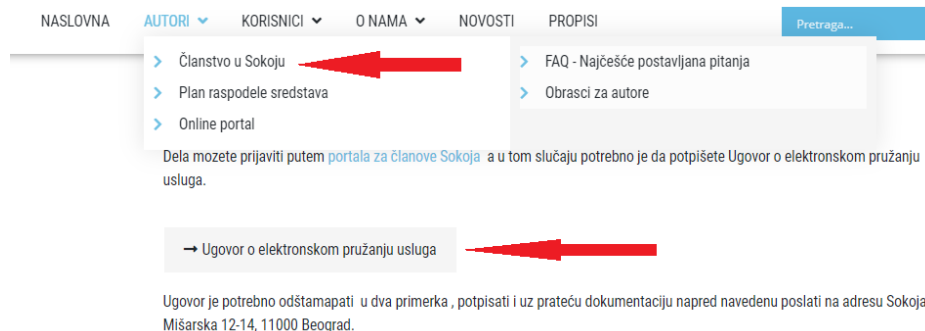 NASLOVNA AUTORI KORISNICI O NAMA NOVOSTI PROPISI Pretraga...
Članstvo u Sokoju FAQ - Najčešće postavljana pitanja
Plan raspodele sredstava Obrasci za autore
Online portal
Dela mozete prijaviti putem portala za članove Sokoja a u tom slučaju potrebno je da potpišete Ugovor o elektronskom pružanju
usluga.
→ Ugovor o elektronskom pružanju usluga
Ugovor je potrebno odštamapati u dva primerka , potpisati i uz prateću dokumentaciju napred navedenu poslati na adresu Sokoja
Mišarska 12-14, 11000 Beograd.